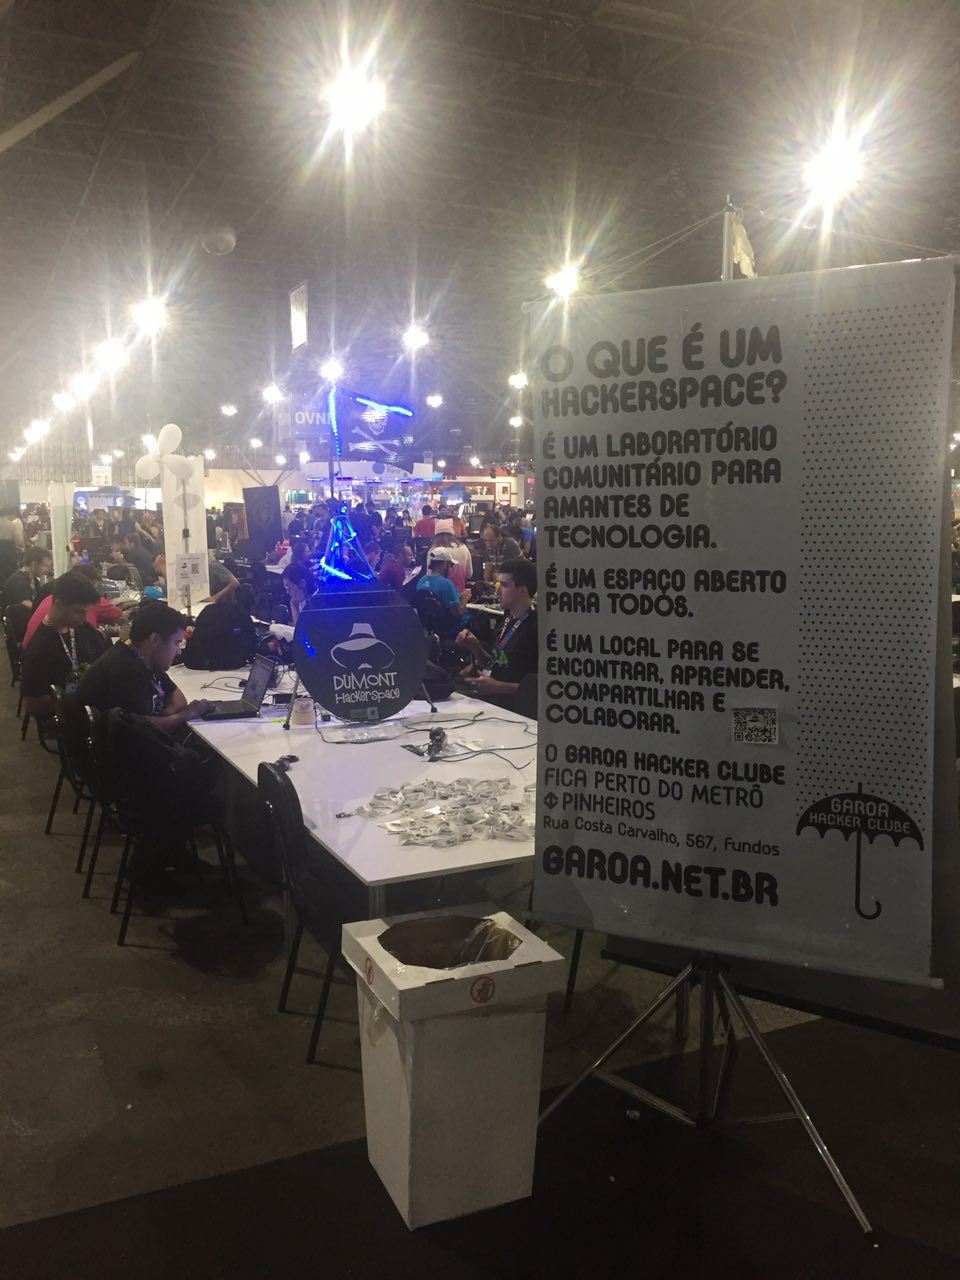 O QUE É UM
HACKERSPACE?
É UM LABORATÓRIO
COMUNITÁRIO PARA
AMANTES DE
TECNOLOGIA.
É UM ESPAÇO ABERTO
PARA TODOS.
É UM LOCAL PARA SE
ENCONTRAR, APRENDER,
COMPARTILHAR E
COLABORAR.
O GAROA HACKER CLUBE
FICA PERTO DO METRÔ
PINHEIROS
Rua Costa Carvalho, 567, Fundos
GAROA.NET.BR
GAROA
HACKER CLUBE
DUMONT
Hackerspace